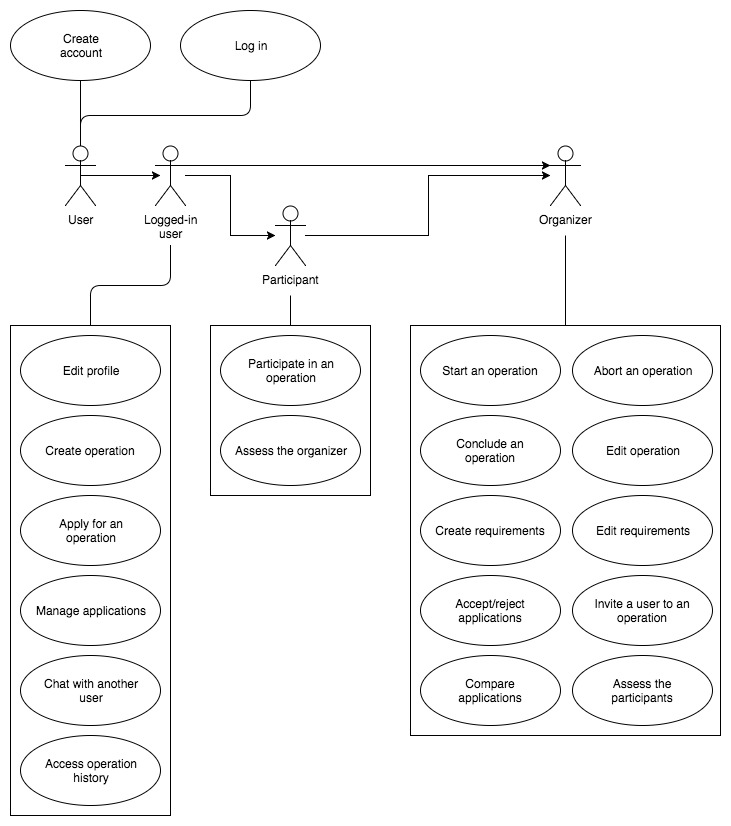 Create
account
Log in
User
Logged-in
user
Organizer
Participant
Edit profile
Create operation
Apply for an
operation
Manage applications
Chat with another
user
Access operation
history
Participate in an
operation
Assess the organizer
Start an operation
Abort an operation
Conclude an
operation
Edit operation
Create requirements
Edit requirements
Accept/reject
applications
Invite a user to an
operation
Compare
applications
Assess the
participants